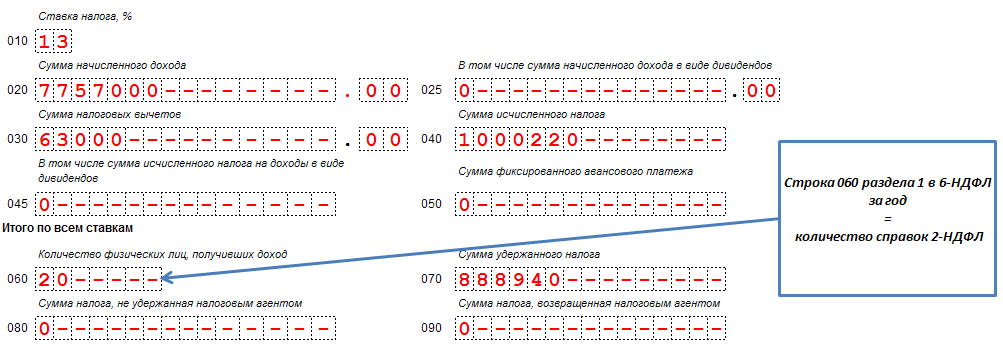 Ставка налога, %
010 13
Сумма начисленного дохода
В том числе сумма начисленного дохода в виде дивидендов
020 7757000----------.00
025 0--------------.00
Сумма налоговых вычетов
Сумма исчисленного налога
030 63000------------.00
040 1000220--------
В том числе сумма исчисленного налога на доходы в виде
дивидендов
Сумма фиксированного авансового платежа
045 0----------------
050 0--------------
Итого по всем ставкам
Количество физических лиц, получивших доход
Сумма удержанного налога
060 20-----
070 888940---------
Сумма налога, не удержанная налоговым агентом
Сумма налога, возвращенная налоговым агентом
080 0----------------
090 0--------------
Строка 060 раздела 1 в 6-НДФЛ
за год
=
количество справок 2-НДФЛ